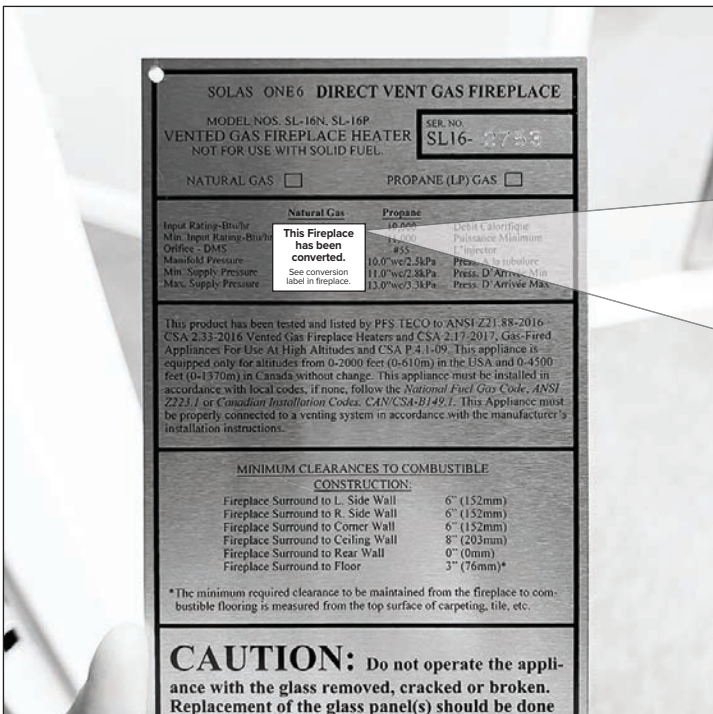 SOLAS ONE6 DIRECT VENT GAS FIREPLACE
MODEL NOS. SL-16N, SL-16P
VENTED GAS FIREPLACE HEATER
NOT FOR USE WITH SOLID FUEL.
SER. NO.
SL16- 2753
NATURAL GAS PROPANE (LP) GAS
Natural Gas Propane
Input Rating-Btu/hr Débit Calorifique
Min. Input Rating-Btu/hr Puissance Minimum
Orifice - DMS #55 L'injector
Manifold Pressure 10.0"wc/2.5kPa Press. A la tubulure
Min. Supply Pressure 11.0"wc/2.8kPa Press. D'Arrivée Min
Max. Supply Pressure 13.0"wc/3.3kPa Press. D'Arrivée Max
This Fireplace
has been
converted.
See conversion
label in fireplace.
This product has been tested and listed by PFS TECO to ANSI Z21.88-2016 -
CSA 2.33-2016 Vented Gas Fireplace Heaters and CSA 2.17-2017, Gas-Fired
Appliances For Use At High Altitudes and CSA P.4.1-09. This appliance is
equipped only for altitudes from 0-2000 feet (0-610m) in the USA and 0-4500
feet (0-1370m) in Canada without change. This appliance must be installed in
accordance with local codes, if none, follow the National Fuel Gas Code, ANSI
Z223.1 or Canadian Installation Codes, CAN/CSA-B149.1. This Appliance must
be properly connected to a venting system in accordance with the manufacturer's
installation instructions.
MINIMUM CLEARANCES TO COMBUSTIBLE
CONSTRUCTION:
Fireplace Surround to L. Side Wall 6" (152mm)
Fireplace Surround to R. Side Wall 6" (152mm)
Fireplace Surround to Corner Wall 6" (152mm)
Fireplace Surround to Ceiling Wall 8" (203mm)
Fireplace Surround to Rear Wall 0" (0mm)
Fireplace Surround to Floor 3" (76mm)*
*The minimum required clearance to be maintained from the fireplace to com-
bustible flooring is measured from the top surface of carpeting, tile, etc.
CAUTION: Do not operate the appli-
ance with the glass removed, cracked or broken.
Replacement of the glass panel(s) should be done